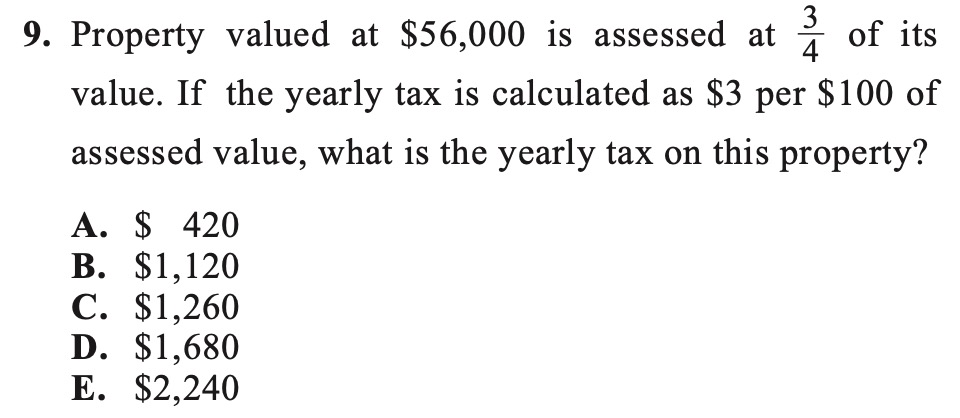 9. Property valued at $56,000 is assessed at 3/4 of its
value. If the yearly tax is calculated as $3 per $100 of
assessed value, what is the yearly tax on this property?
A. $ 420
B. $1,120
C. $1,260
D. $1,680
E. $2,240